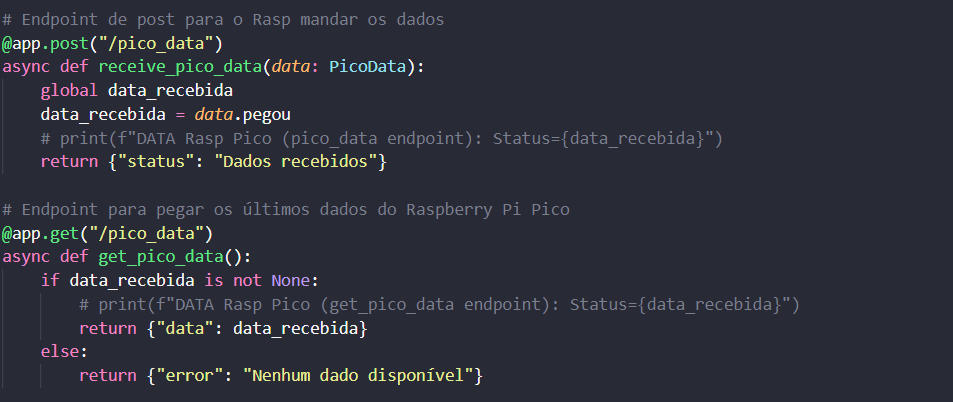 # Endpoint de post para o Rasp mandar os dados
@app.post("/pico_data")
async def receive_pico_data(data: PicoData):
    global data_recebida
    data_recebida = data.pegou
    # print(f"DATA Rasp Pico (pico_data endpoint): Status={data_recebida}")
    return {"status": "Dados recebidos"}

# Endpoint para pegar os últimos dados do Raspberry Pi Pico
@app.get("/pico_data")
async def get_pico_data():
    if data_recebida is not None:
        # print(f"DATA Rasp Pico (get_pico_data endpoint): Status={data_recebida}")
        return {"data": data_recebida}
    else:
        return {"error": "Nenhum dado disponível"}